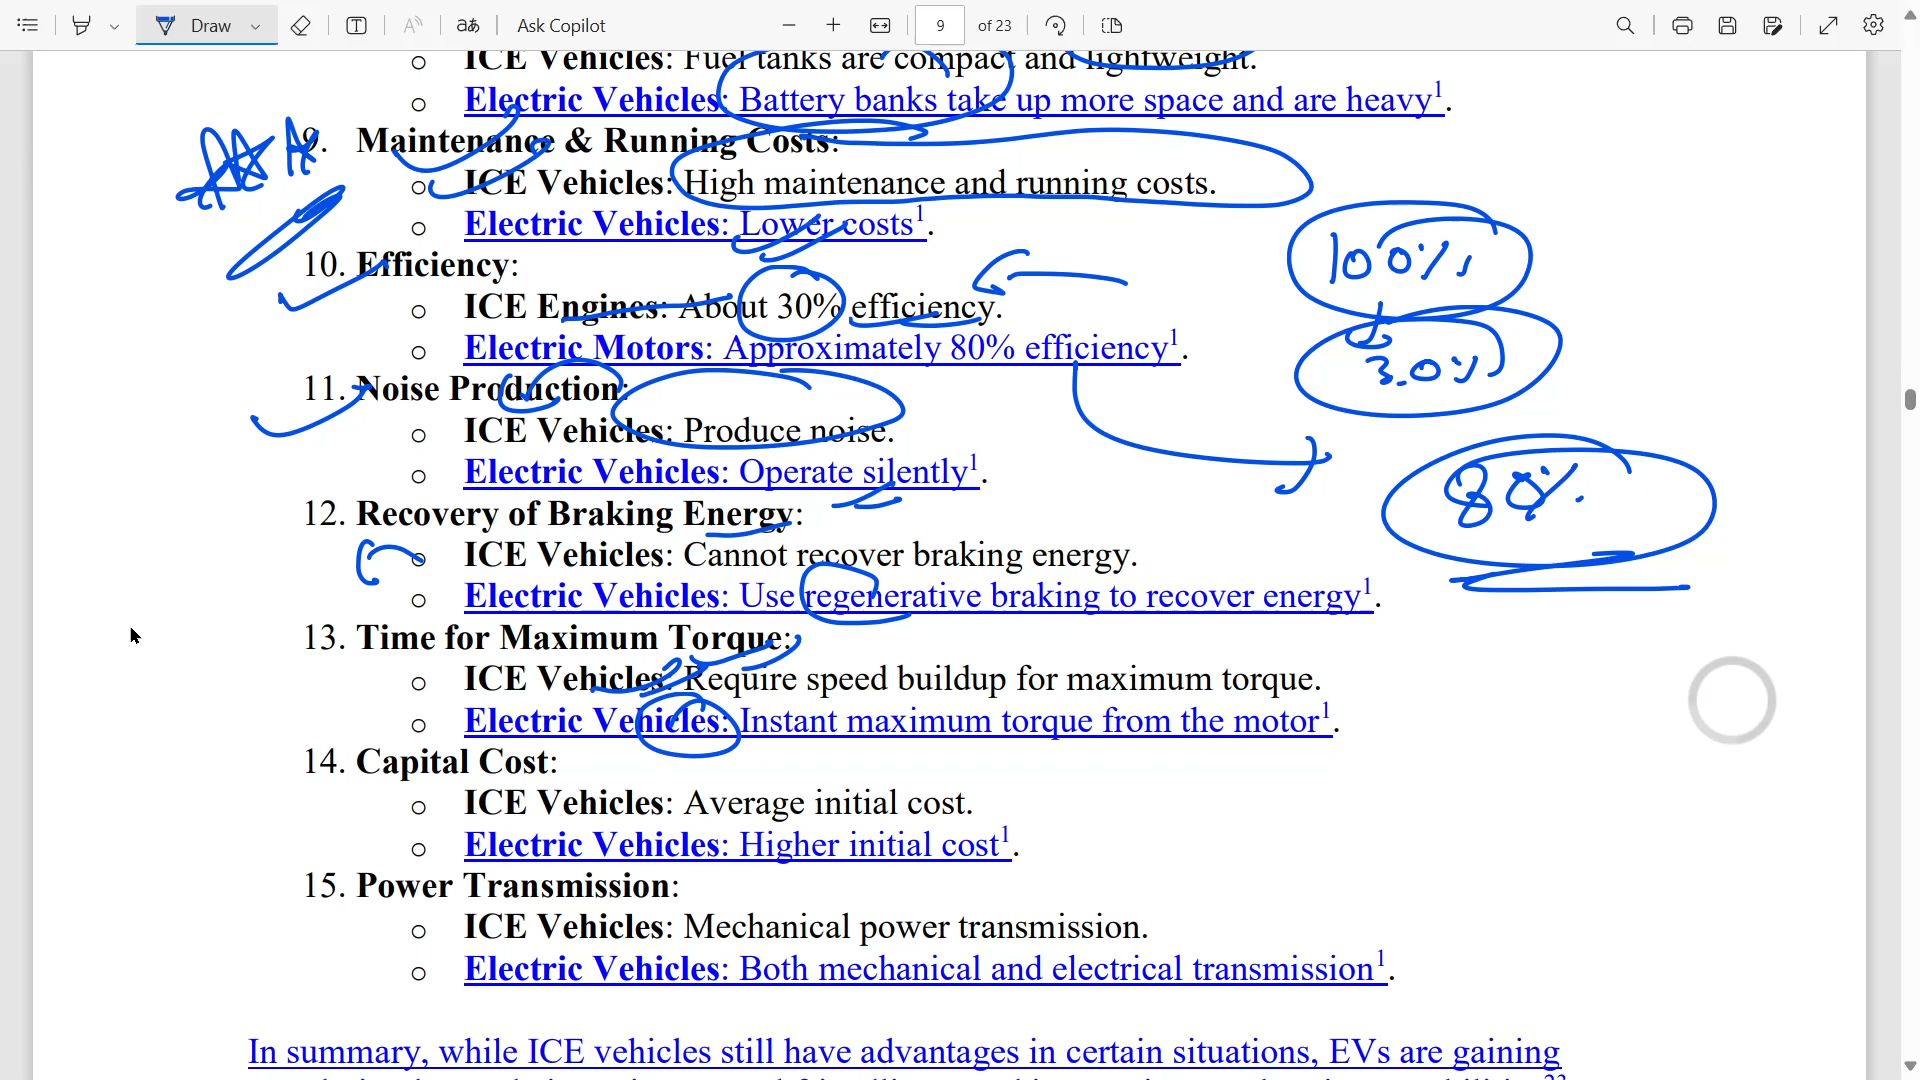 Draw
Ask Copilot
9 of 23
ICE Vehicles: Fuel tanks are compact and lightweight.
Electric Vehicles: Battery banks take up more space and are heavy1.
9. Maintenance & Running Costs:
ICE Vehicles: High maintenance and running costs.
Electric Vehicles: Lower costs1.
100%
10. Efficiency:
ICE Engines: About 30% efficiency.
Electric Motors: Approximately 80% efficiency1.
30%
11. Noise Production:
ICE Vehicles: Produce noise.
Electric Vehicles: Operate silently1.
80%
12. Recovery of Braking Energy:
ICE Vehicles: Cannot recover braking energy.
Electric Vehicles: Use regenerative braking to recover energy1.
13. Time for Maximum Torque:
ICE Vehicles: Require speed buildup for maximum torque.
Electric Vehicles: Instant maximum torque from the motor1.
14. Capital Cost:
ICE Vehicles: Average initial cost.
Electric Vehicles: Higher initial cost1.
15. Power Transmission:
ICE Vehicles: Mechanical power transmission.
Electric Vehicles: Both mechanical and electrical transmission1.
In summary, while ICE vehicles still have advantages in certain situations, EVs are gaining